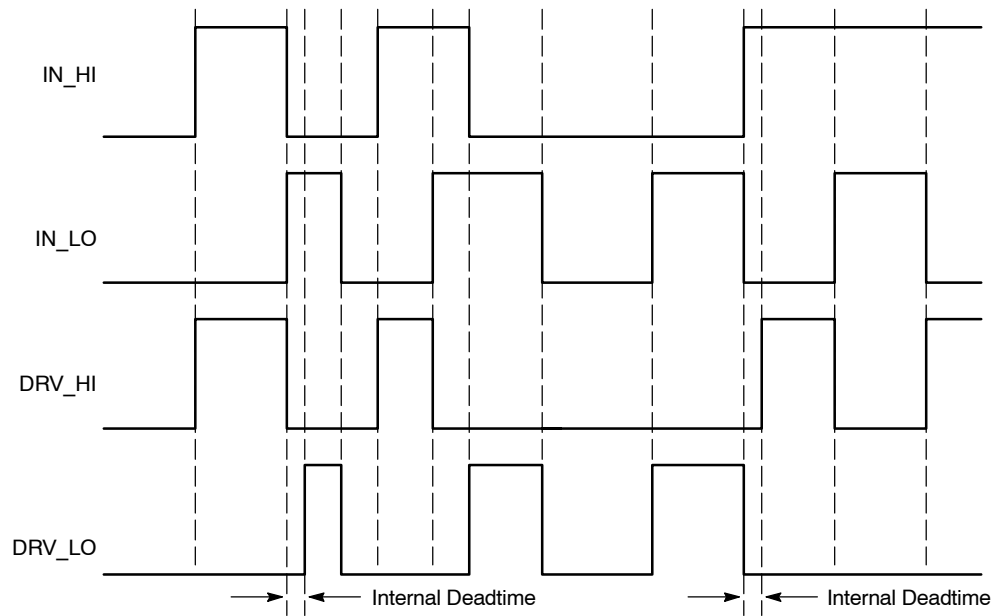 IN_HI
IN_LO
DRV_HI
DRV_LO
Internal Deadtime
Internal Deadtime